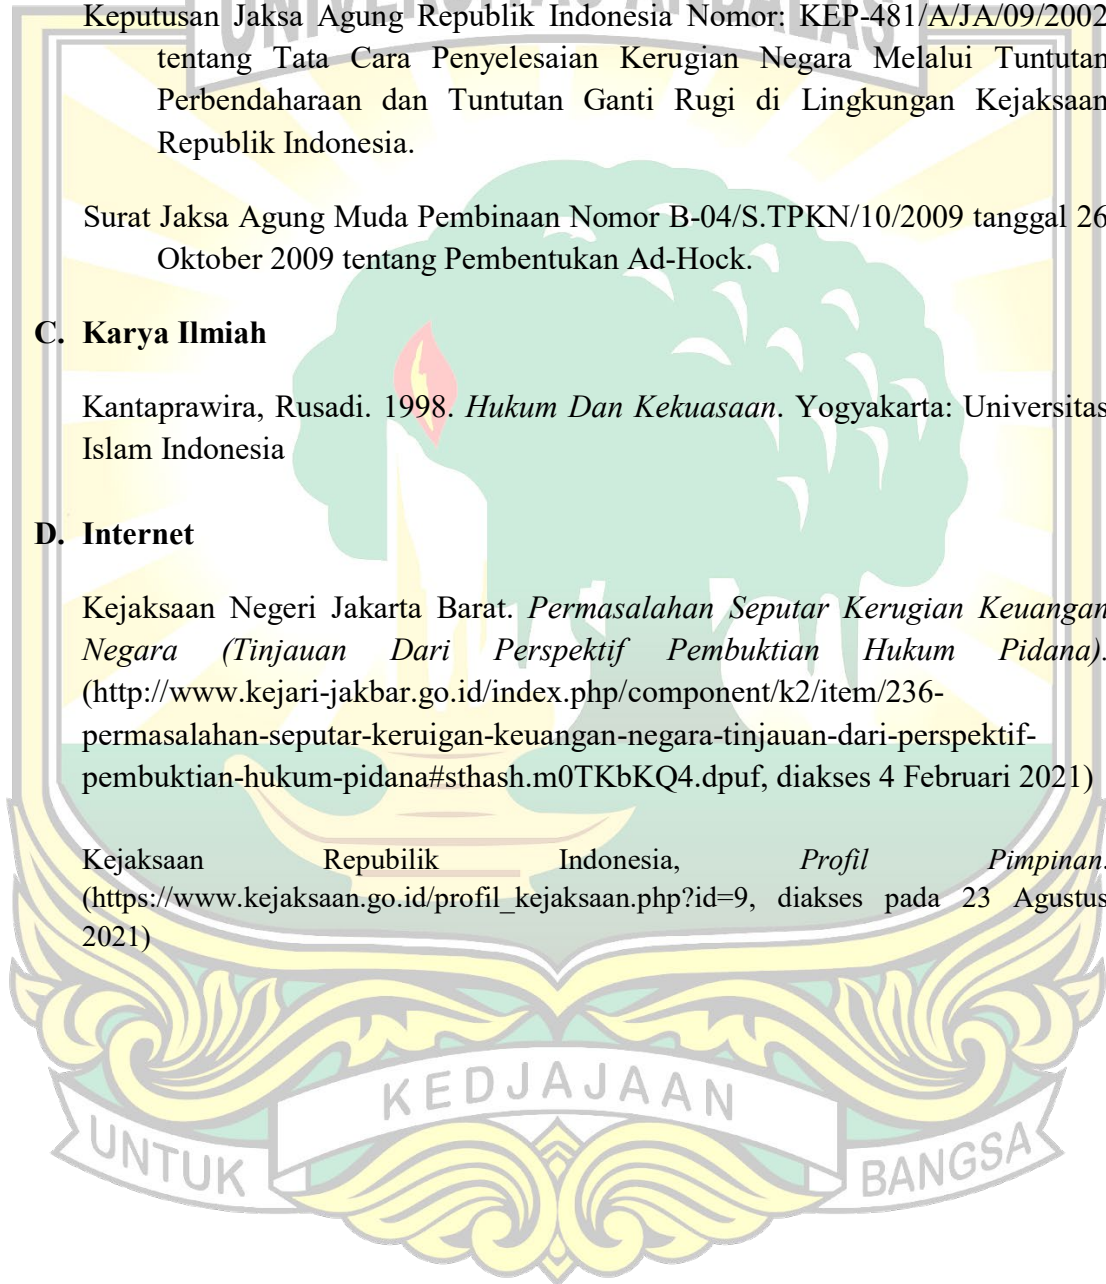 UNIVERSITAS ANDALAS
Keputusan Jaksa Agung Republik Indonesia Nomor: KEP-481/A/JA/09/2002
tentang Tata Cara Penyelesaian Kerugian Negara Melalui Tuntutan
Perbendaharaan dan Tuntutan Ganti Rugi di Lingkungan Kejaksaan
Republik Indonesia.
Surat Jaksa Agung Muda Pembinaan Nomor B-04/S.TPKN/10/2009 tanggal 26
Oktober 2009 tentang Pembentukan Ad-Hock.
C. Karya Ilmiah
Kantaprawira, Rusadi. 1998. Hukum Dan Kekuasaan. Yogyakarta: Universitas
Islam Indonesia
D. Internet
Kejaksaan Negeri Jakarta Barat. Permasalahan Seputar Kerugian Keuangan
Negara (Tinjauan Dari Perspektif Pembuktian Hukum Pidana).
(http://www.kejari-jakbar.go.id/index.php/component/k2/item/236-
permasalahan-seputar-keruigan-keuangan-negara-tinjauan-dari-perspektif-
pembuktian-hukum-pidana#sthash.m0TKbKQ4.dpuf, diakses 4 Februari 2021)
Kejaksaan Repubilik Indonesia, Profil Pimpinan.
(https://www.kejaksaan.go.id/profil_kejaksaan.php?id=9, diakses pada 23 Agustus
2021)
UNTUK KEDJAJAAN BANGSA